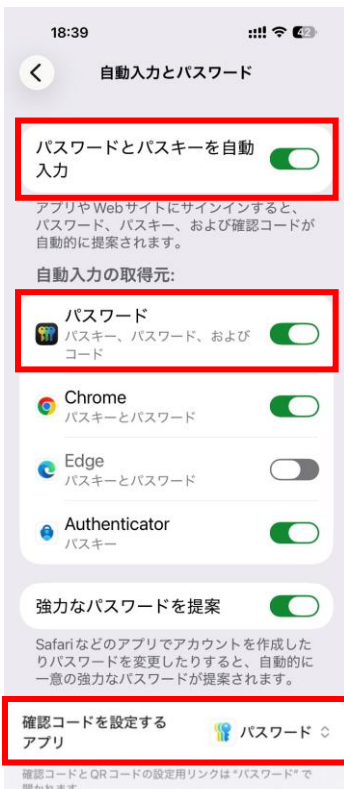 18:39
42
自動入力とパスワード
パスワードとパスキーを自動
入力
アプリやWebサイトにサインインすると、
パスワード、パスキー、および確認コードが
自動的に提案されます。
自動入力の取得元:
パスワード
パスキー、パスワード、および
コード
Chrome
パスキーとパスワード
Edge
パスキーとパスワード
Authenticator
パスキー
強力なパスワードを提案
Safariなどのアプリでアカウントを作成した
りパスワードを変更したりすると、自動的に
一意の強力なパスワードが提案されます。
確認コードを設定する
アプリ
パスワード
確認コードとQRコードの設定用リンクは"パスワード"で
開かれます。